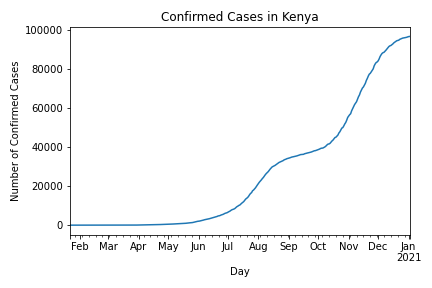 Confirmed Cases in Kenya
100000
80000
60000
40000
20000
0
Number of Confirmed Cases
Feb Mar Apr May Jun Jul Aug Sep Oct Nov Dec Jan
2021
Day